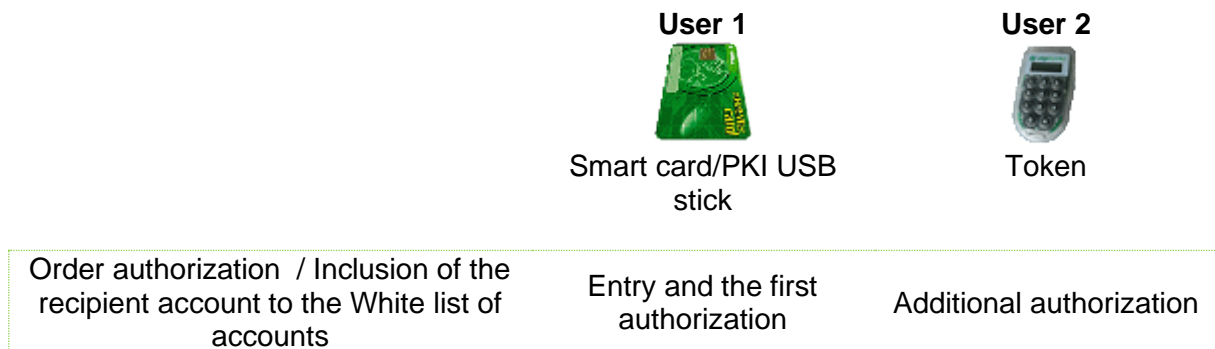 User 1 User 2
Smart card/PKI USB Token
stick
Order authorization / Inclusion of the
recipient account to the White list of
accounts
Entry and the first
authorization
Additional authorization